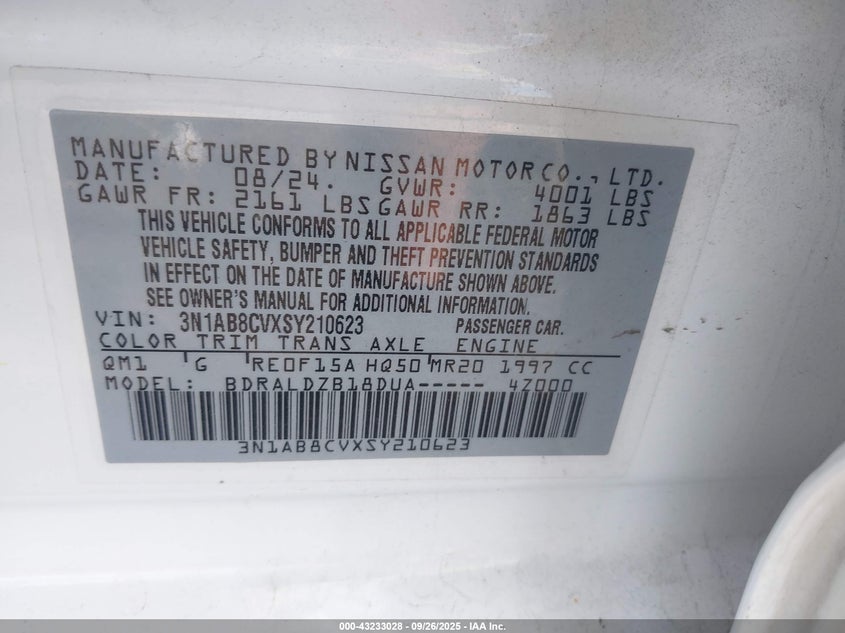 MANUFACTURED BY NISSAN MOTOR CO., LTD.
DATE: 08/24. GVWR: 4001 LBS
GAWR FR: 2161 LBS GAWR RR: 1863 LBS
THIS VEHICLE CONFORMS TO ALL APPLICABLE FEDERAL MOTOR
VEHICLE SAFETY, BUMPER AND THEFT PREVENTION STANDARDS
IN EFFECT ON THE DATE OF MANUFACTURE SHOWN ABOVE.
SEE OWNER'S MANUAL FOR ADDITIONAL INFORMATION.
VIN: 3N1AB8CVXSY210623 PASSENGER CAR.
COLOR TRIM TRANS AXLE ENGINE
QM1 G RE0F15A HQ50 MR20 1997 CC
MODEL: BDRALDZB18DUA----- 4Z000
3N1AB8CVXSY210623
000-43233028 - 09/26/2025 - IAA Inc.